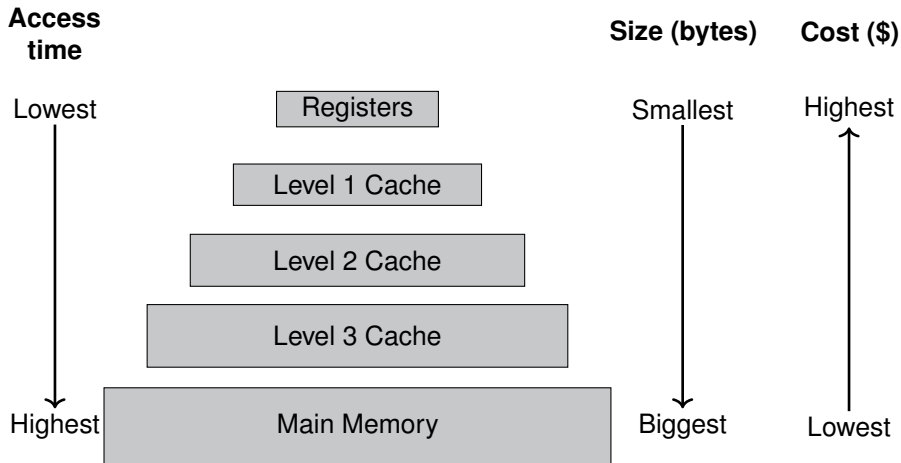 Access
time
Size (bytes)
Cost ($)
Lowest
Registers
Smallest
Highest
Level 1 Cache
Level 2 Cache
Level 3 Cache
Highest
Main Memory
Biggest
Lowest